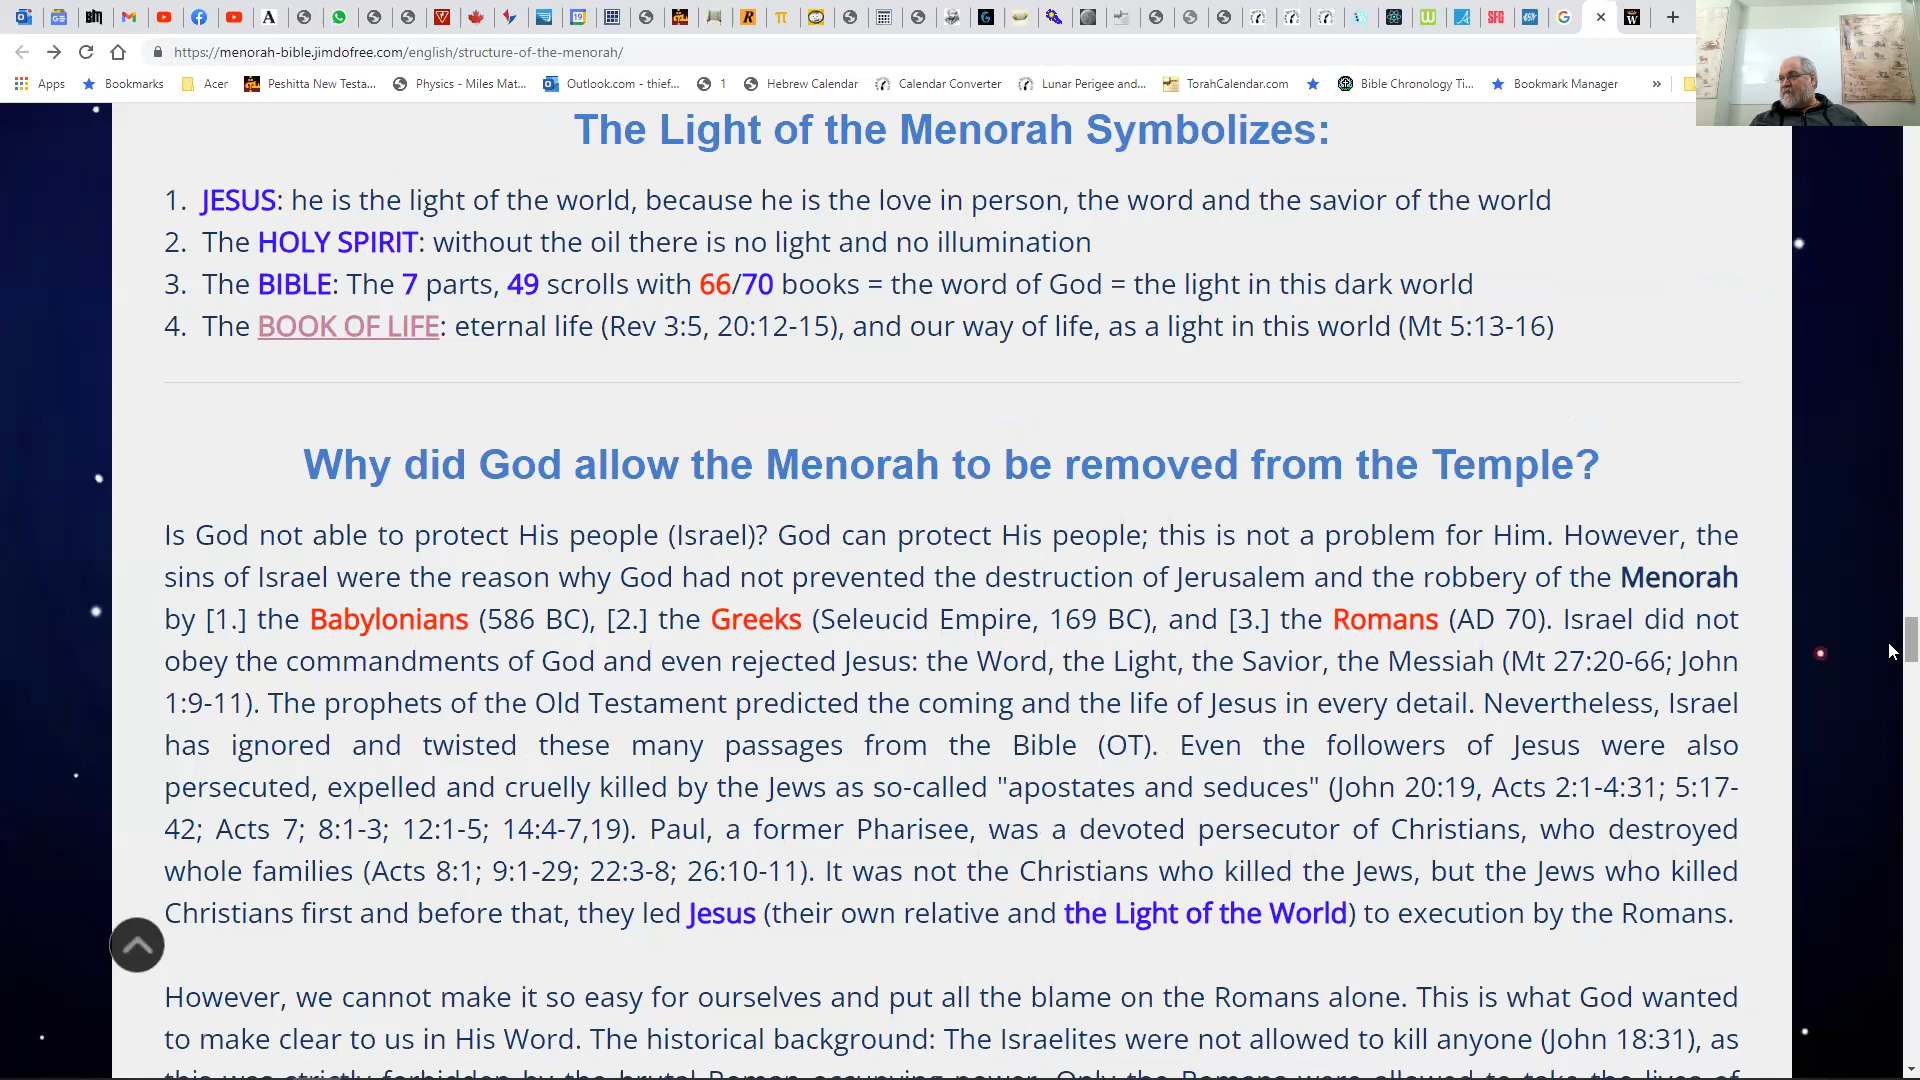 https://menorah-bible.jimdofree.com/english/structure-of-the-menorah/
Apps Bookmarks Acer Peshitta New Testa... Physics - Miles Mat... Outlook.com - thief... 1 Hebrew Calendar Calendar Converter Lunar Perigee and... TorahCalendar.com Bible Chronology Ti... Bookmark Manager »
The Light of the Menorah Symbolizes:
1. JESUS: he is the light of the world, because he is the love in person, the word and the savior of the world
2. The HOLY SPIRIT: without the oil there is no light and no illumination
3. The BIBLE: The 7 parts, 49 scrolls with 66/70 books = the word of God = the light in this dark world
4. The BOOK OF LIFE: eternal life (Rev 3:5, 20:12-15), and our way of life, as a light in this world (Mt 5:13-16)
Why did God allow the Menorah to be removed from the Temple?
Is God not able to protect His people (Israel)? God can protect His people; this is not a problem for Him. However, the
sins of Israel were the reason why God had not prevented the destruction of Jerusalem and the robbery of the Menorah
by [1.] the Babylonians (586 BC), [2.] the Greeks (Seleucid Empire, 169 BC), and [3.] the Romans (AD 70). Israel did not
obey the commandments of God and even rejected Jesus: the Word, the Light, the Savior, the Messiah (Mt 27:20-66; John
1:9-11). The prophets of the Old Testament predicted the coming and the life of Jesus in every detail. Nevertheless, Israel
has ignored and twisted these many passages from the Bible (OT). Even the followers of Jesus were also
persecuted, expelled and cruelly killed by the Jews as so-called "apostates and seduces" (John 20:19, Acts 2:1-4:31; 5:17-
42; Acts 7; 8:1-3; 12:1-5; 14:4-7,19). Paul, a former Pharisee, was a devoted persecutor of Christians, who destroyed
whole families (Acts 8:1; 9:1-29; 22:3-8; 26:10-11). It was not the Christians who killed the Jews, but the Jews who killed
Christians first and before that, they led Jesus (their own relative and the Light of the World) to execution by the Romans.
However, we cannot make it so easy for ourselves and put all the blame on the Romans alone. This is what God wanted
to make clear to us in His Word. The historical background: The Israelites were not allowed to kill anyone (John 18:31), as
this was strictly forbidden by the brutal Roman occupying power. Only the Romans were allowed to take the lives of